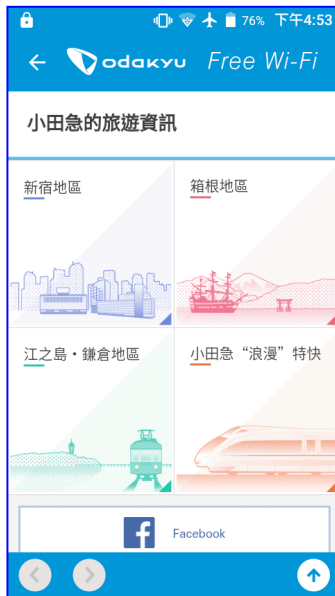 76% 下午4:53
odakyu Free Wi-Fi
小田急的旅遊資訊
新宿地區
箱根地區
江之島・鎌倉地區
小田急“浪漫”特快
Facebook